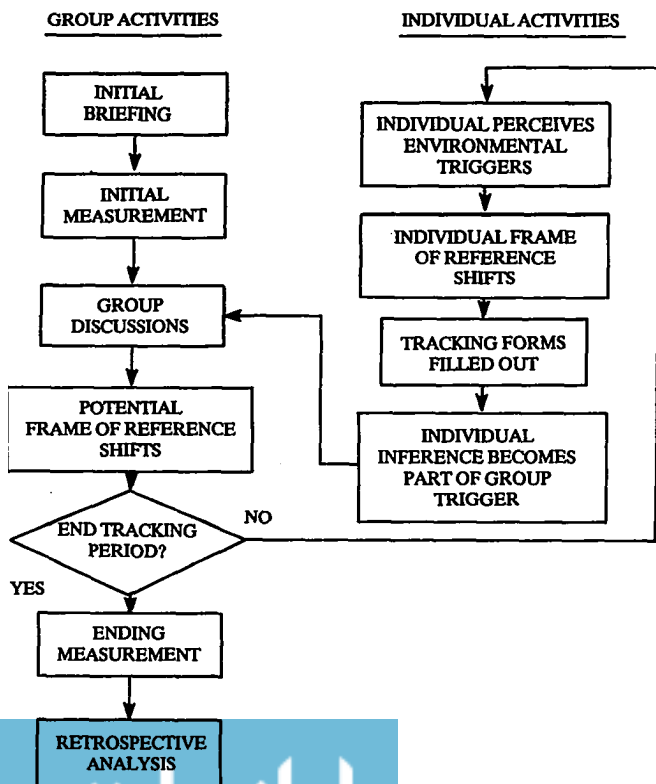 GROUP ACTIVITIES
INITIAL
BRIEFING
INITIAL
MEASUREMENT
GROUP
DISCUSSIONS
POTENTIAL
FRAME OF REFERENCE
SHIFTS
END TRACKING
PERIOD?
NO
YES
ENDING
MEASUREMENT
RETROSPECTIVE
ANALYSIS
INDIVIDUAL ACTIVITIES
INDIVIDUAL PERCEIVES
ENVIRONMENTAL
TRIGGERS
INDIVIDUAL FRAME
OF REFERENCE
SHIFTS
TRACKING FORMS
FILLED OUT
INDIVIDUAL
INFERENCE BECOMES
PART OF GROUP
TRIGGER